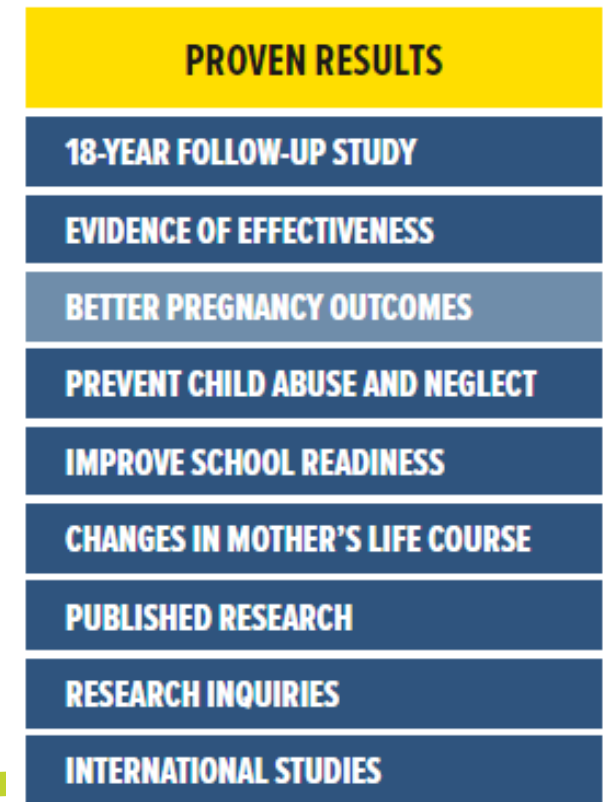 PROVEN RESULTS
18-YEAR FOLLOW-UP STUDY
EVIDENCE OF EFFECTIVENESS
BETTER PREGNANCY OUTCOMES
PREVENT CHILD ABUSE AND NEGLECT
IMPROVE SCHOOL READINESS
CHANGES IN MOTHER’S LIFE COURSE
PUBLISHED RESEARCH
RESEARCH INQUIRIES
INTERNATIONAL STUDIES